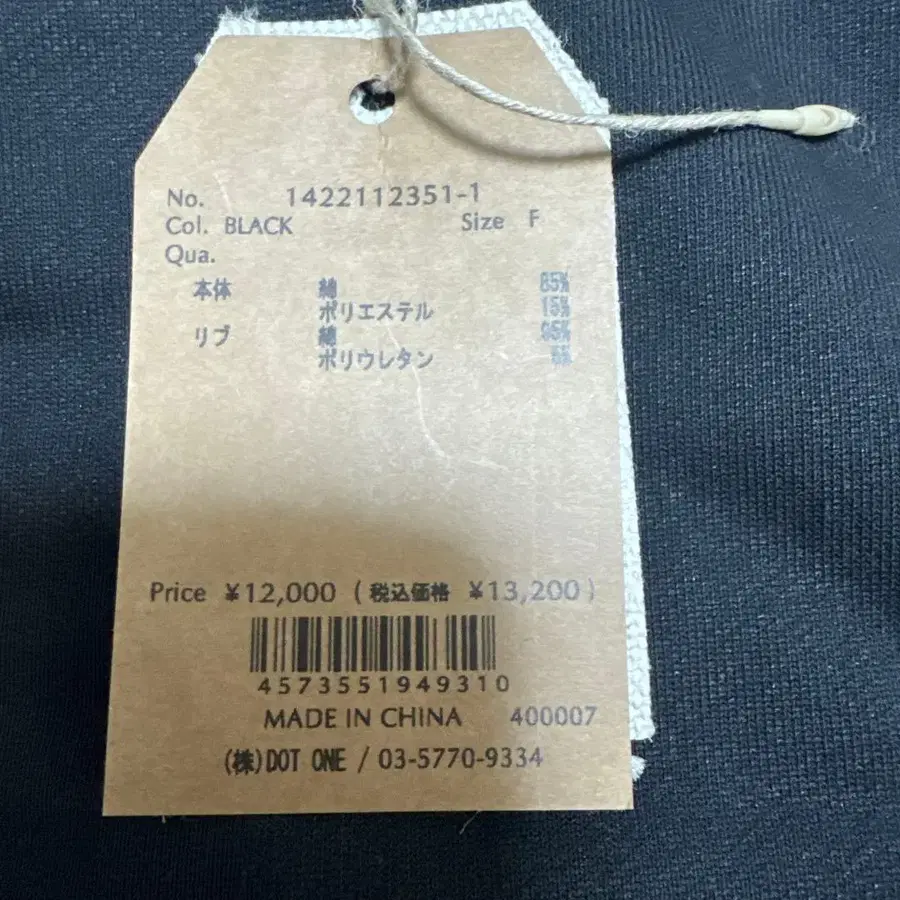 No. 1422112351-1
Col. BLACK Size F
Qua.
本体 綿 85%
ポリエステル 15%
リブ 綿 95%
ポリウレタン 5%
Price ¥12,000 ( 税込価格 ¥13,200 )
4573551949310
MADE IN CHINA 400007
(株)DOT ONE / 03-5770-9334